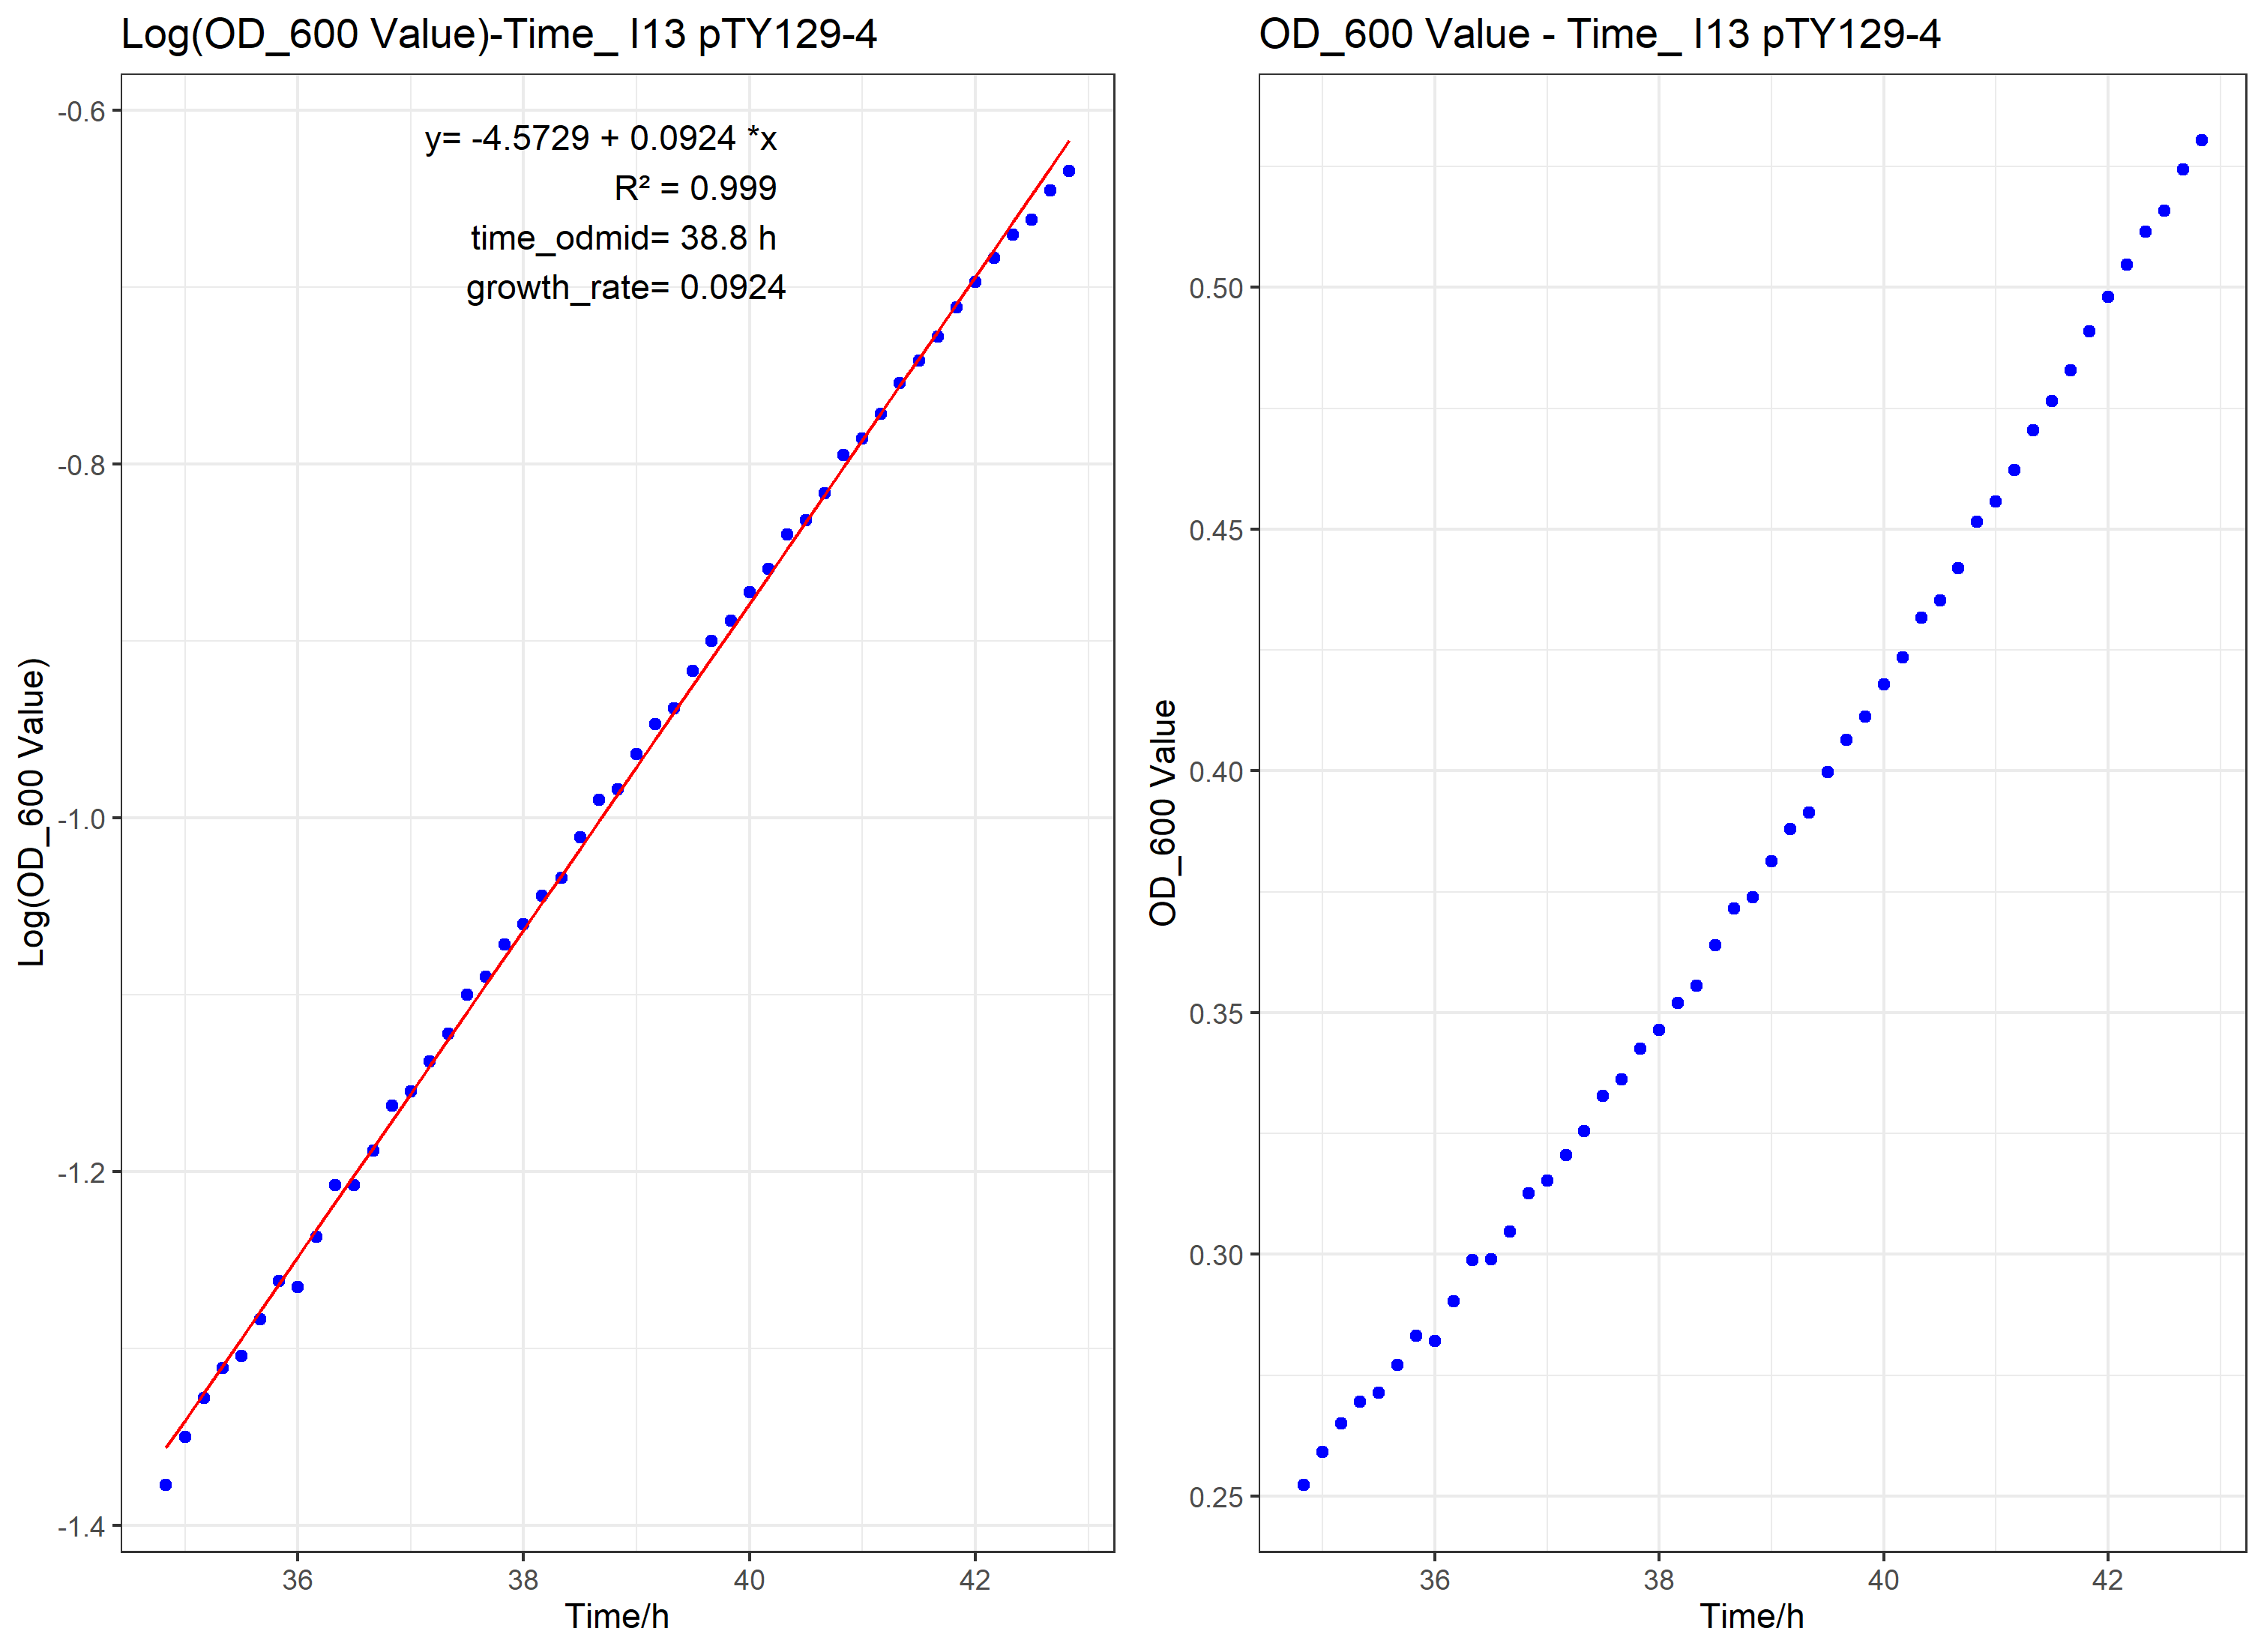 Log(OD_600 Value)-Time_ I13 pTY129-4
y= -4.5729 + 0.0924 *x
R² = 0.999
time_odmid= 38.8 h
growth_rate= 0.0924
Log(OD_600 Value)
-0.6
-0.8
-1.0
-1.2
-1.4
36 38 40 42
Time/h
OD_600 Value - Time_ I13 pTY129-4
OD_600 Value
0.50
0.45
0.40
0.35
0.30
0.25
36 38 40 42
Time/h